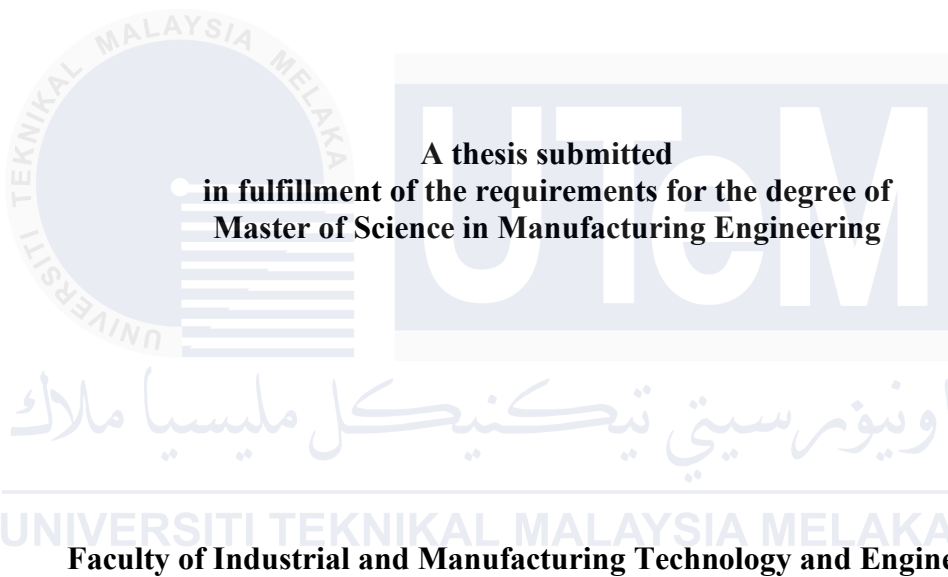 UNIVERSITI TEKNIKAL MALAYSIA MELAKA
UTeM
A thesis submitted
in fulfillment of the requirements for the degree of
Master of Science in Manufacturing Engineering
اونيۏرسيتي تيكنيكل مليسيا ملاك
UNIVERSITI TEKNIKAL MALAYSIA MELAKA
Faculty of Industrial and Manufacturing Technology and